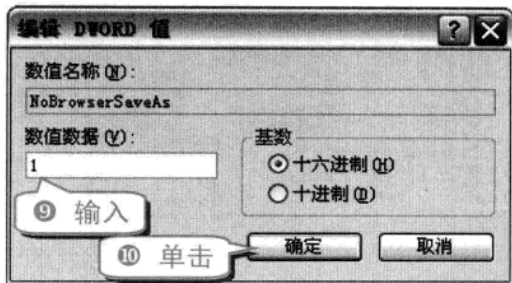 编辑 DWORD 值
数值名称(N):
NoBrowserSaveAs
数值数据(V):
1
基数
十六进制(H)
十进制(D)
❾ 输入
❿ 单击
确定
取消